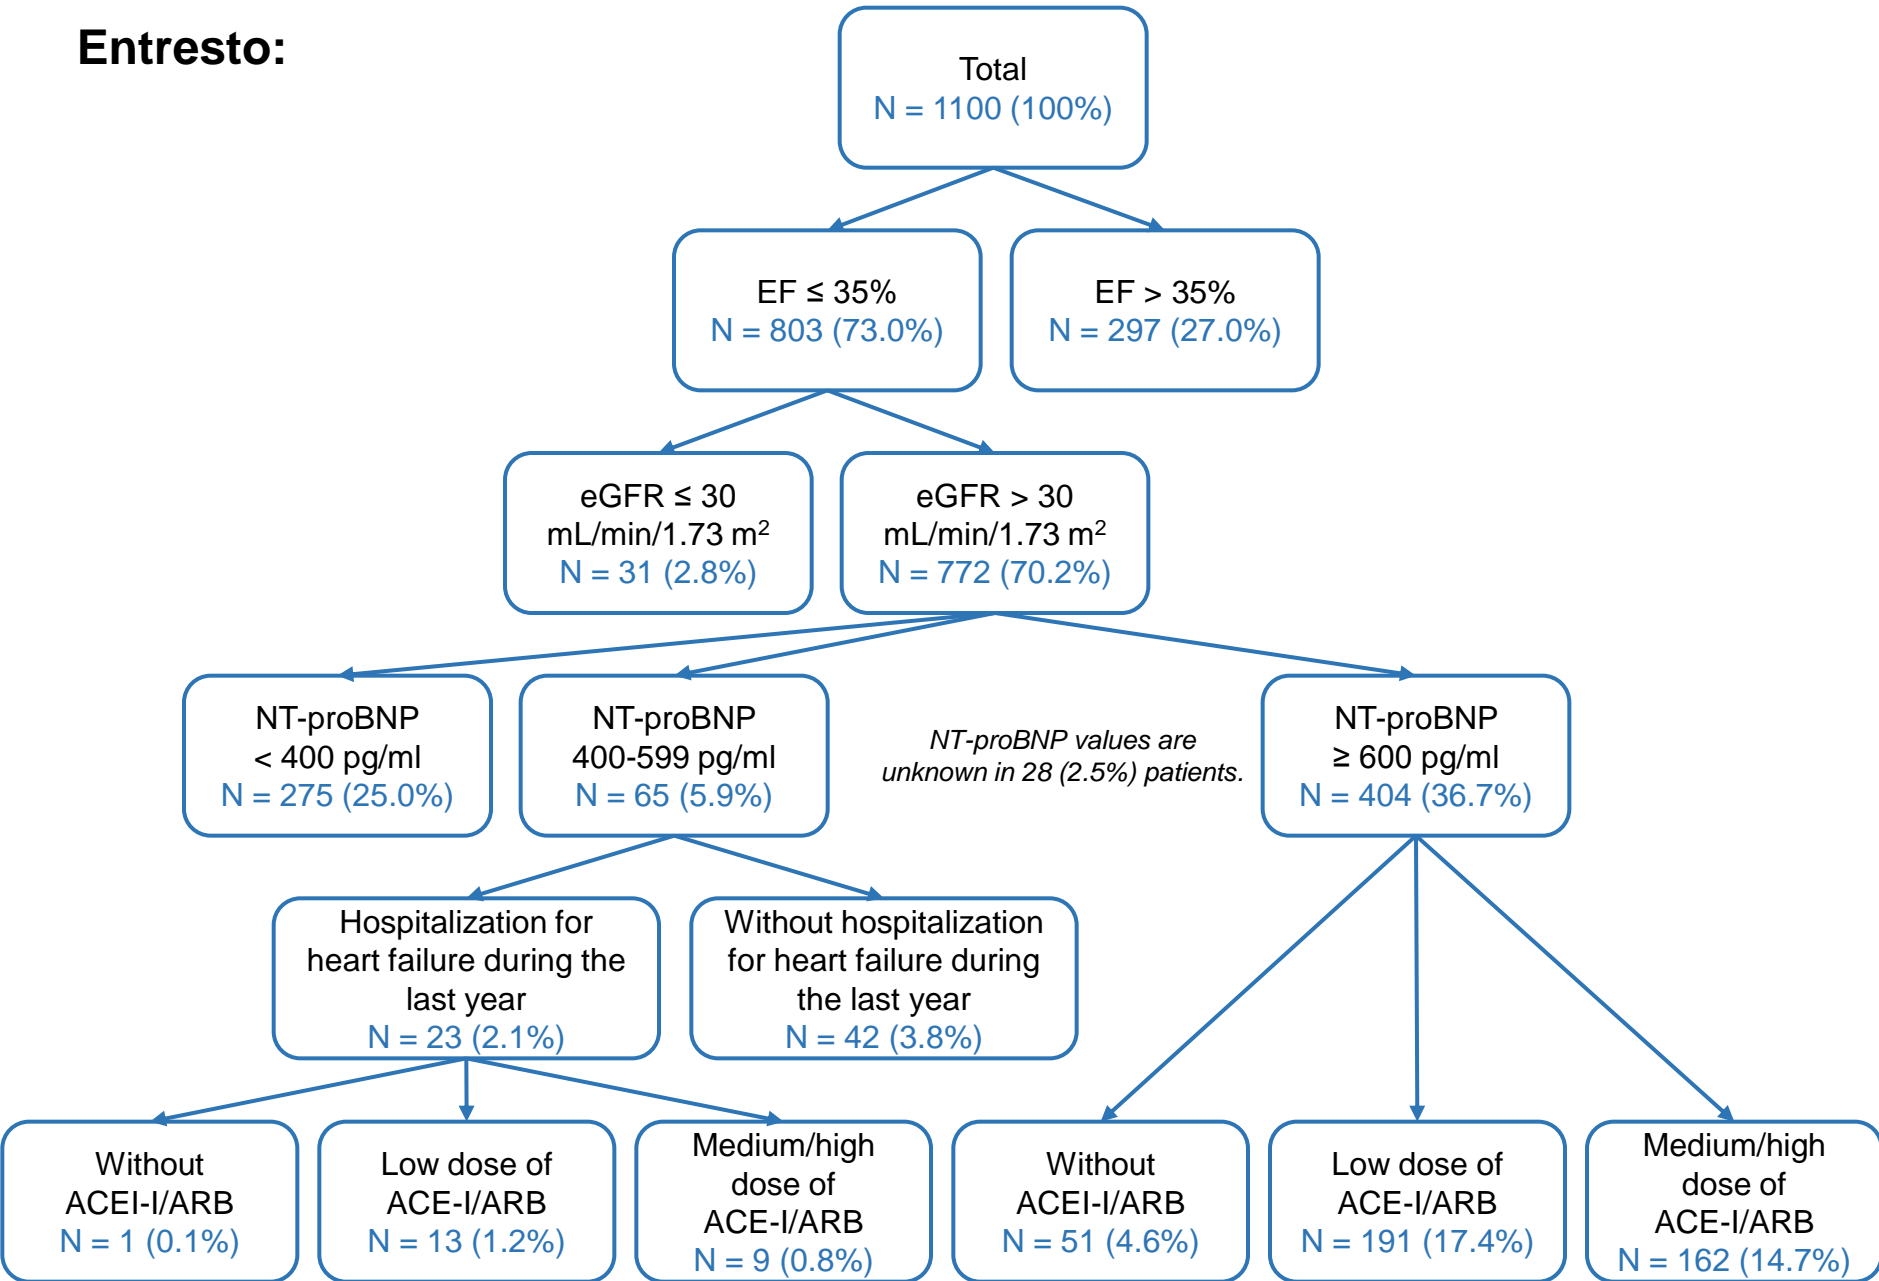 Entresto:
Total
N = 1100 (100%)
EF ≤ 35%
N = 803 (73.0%)
EF > 35%
N = 297 (27.0%)
eGFR ≤ 30
mL/min/1.73 m²
N = 31 (2.8%)
eGFR > 30
mL/min/1.73 m²
N = 772 (70.2%)
NT-proBNP
< 400 pg/ml
N = 275 (25.0%)
NT-proBNP
400-599 pg/ml
N = 65 (5.9%)
NT-proBNP values are
unknown in 28 (2.5%) patients.
NT-proBNP
≥ 600 pg/ml
N = 404 (36.7%)
Hospitalization for
heart failure during the
last year
N = 23 (2.1%)
Without hospitalization
for heart failure during
the last year
N = 42 (3.8%)
Without
ACEI-I/ARB
N = 1 (0.1%)
Low dose of
ACE-I/ARB
N = 13 (1.2%)
Medium/high
dose of
ACE-I/ARB
N = 9 (0.8%)
Without
ACEI-I/ARB
N = 51 (4.6%)
Low dose of
ACE-I/ARB
N = 191 (17.4%)
Medium/high
dose of
ACE-I/ARB
N = 162 (14.7%)